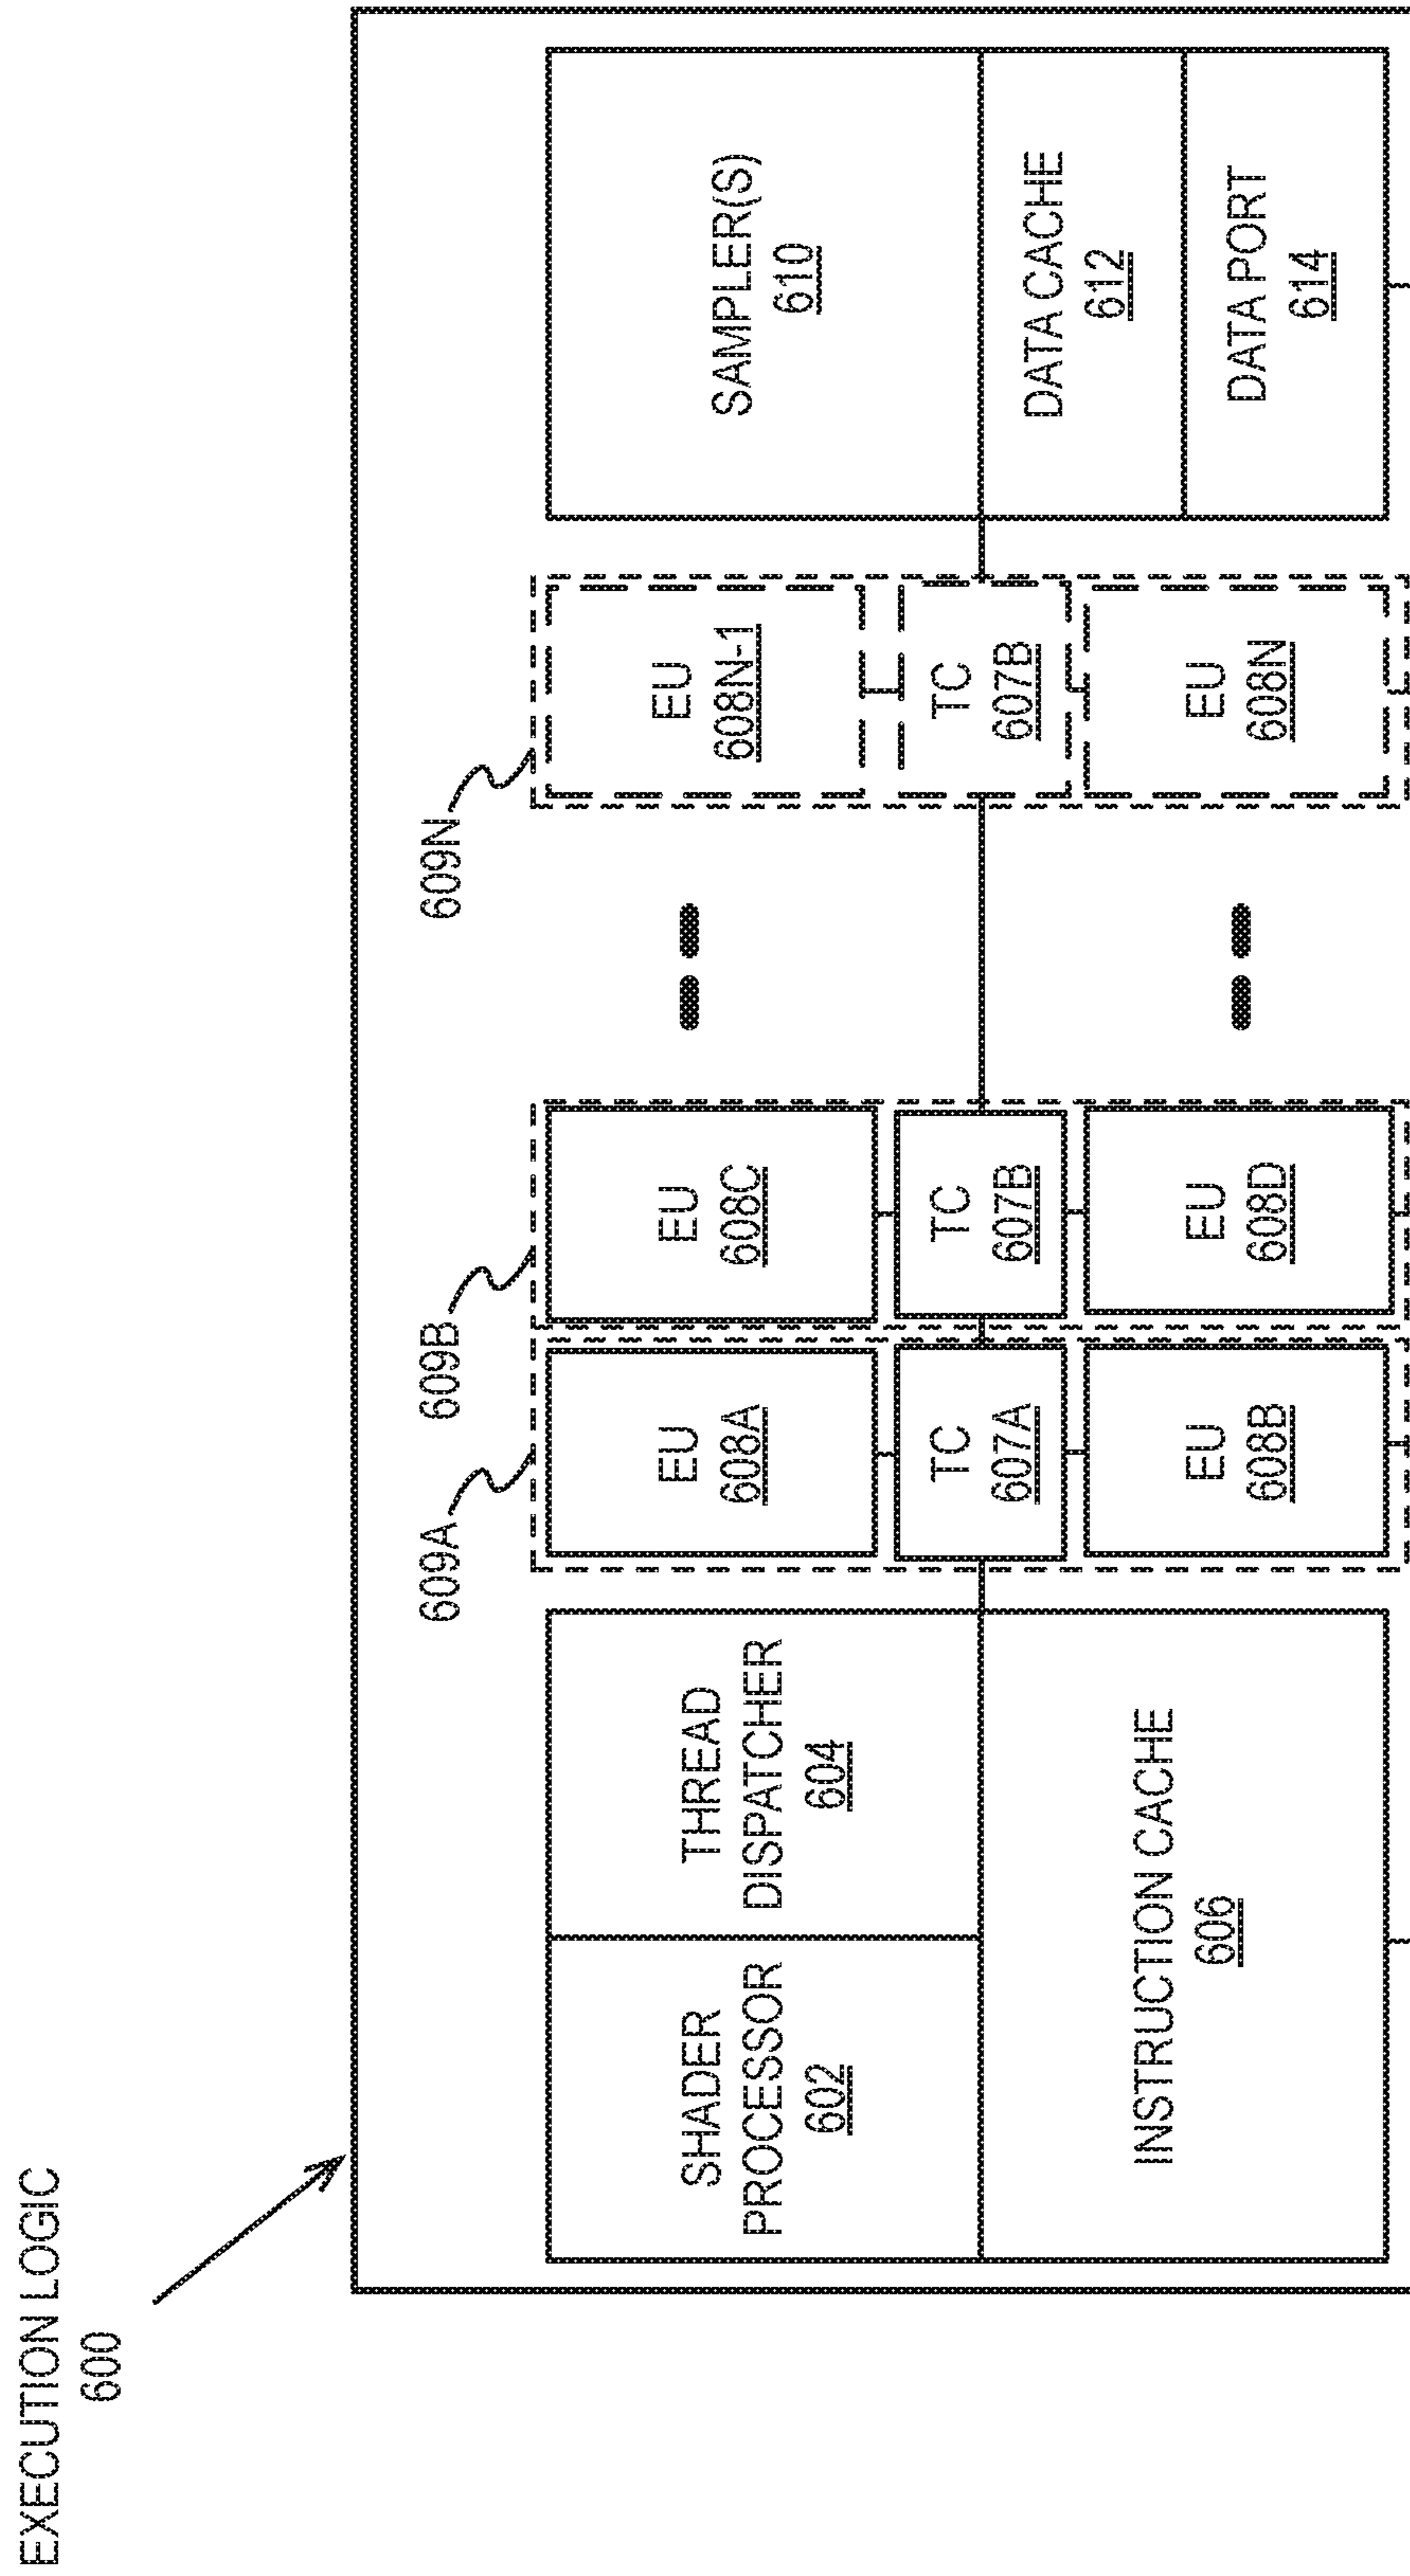 EXECUTION LOGIC
600
609A
609B
609N
SHADER
PROCESSOR
602
THREAD
DISPATCHER
604
INSTRUCTION CACHE
606
EU
608A
TC
607A
EU
608B
EU
608C
TC
607B
EU
608D
EU
608N-1
TC
607B
EU
608N
SAMPLER(S)
610
DATA CACHE
612
DATA PORT
614